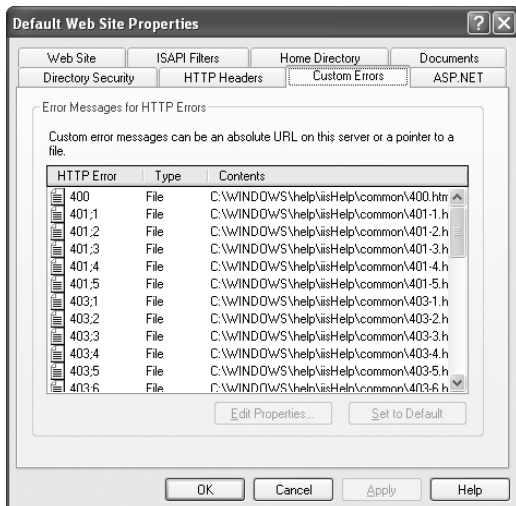 Default Web Site Properties
Web Site ISAPI Filters Home Directory Documents
Directory Security HTTP Headers Custom Errors ASP.NET
Error Messages for HTTP Errors
Custom error messages can be an absolute URL on this server or a pointer to a
file.
HTTP Error Type Contents
400 File C:\WINDOWS\help\iisHelp\common\400.htm
401;1 File C:\WINDOWS\help\iisHelp\common\401-1.h
401;2 File C:\WINDOWS\help\iisHelp\common\401-2.h
401;3 File C:\WINDOWS\help\iisHelp\common\401-3.h
401;4 File C:\WINDOWS\help\iisHelp\common\401-4.h
401;5 File C:\WINDOWS\help\iisHelp\common\401-5.h
403;1 File C:\WINDOWS\help\iisHelp\common\403-1.h
403;2 File C:\WINDOWS\help\iisHelp\common\403-2.h
403;3 File C:\WINDOWS\help\iisHelp\common\403-3.h
403;4 File C:\WINDOWS\help\iisHelp\common\403-4.h
403;5 File C:\WINDOWS\help\iisHelp\common\403-5.h
403;6 File C:\WINDOWS\help\iisHelp\common\403-6.h
Edit Properties... Set to Default
OK Cancel Apply Help